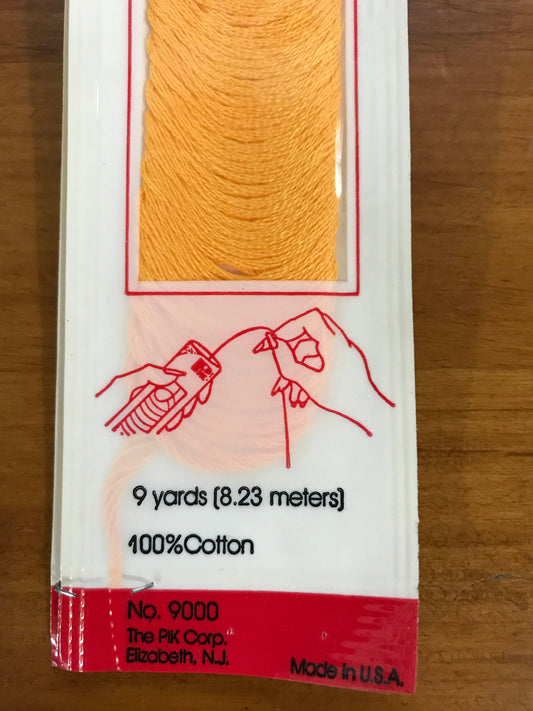 9 yards (8.23 meters)
100%Cotton
No. 9000
The PiK Corp.
Elizabeth, N.J.
Made in U.S.A.